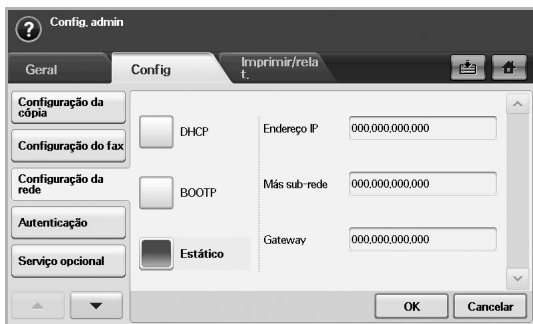 ?
Config. admin
Geral
Config
Imprimir/rela
t.
Configuração da
cópia
Configuração do fax
Configuração da
rede
Autenticação
Serviço opcional
DHCP
BOOTP
Estático
Endereço IP
000,000,000,000
Más sub-rede
000,000,000,000
Gateway
000,000,000,000
OK
Cancelar